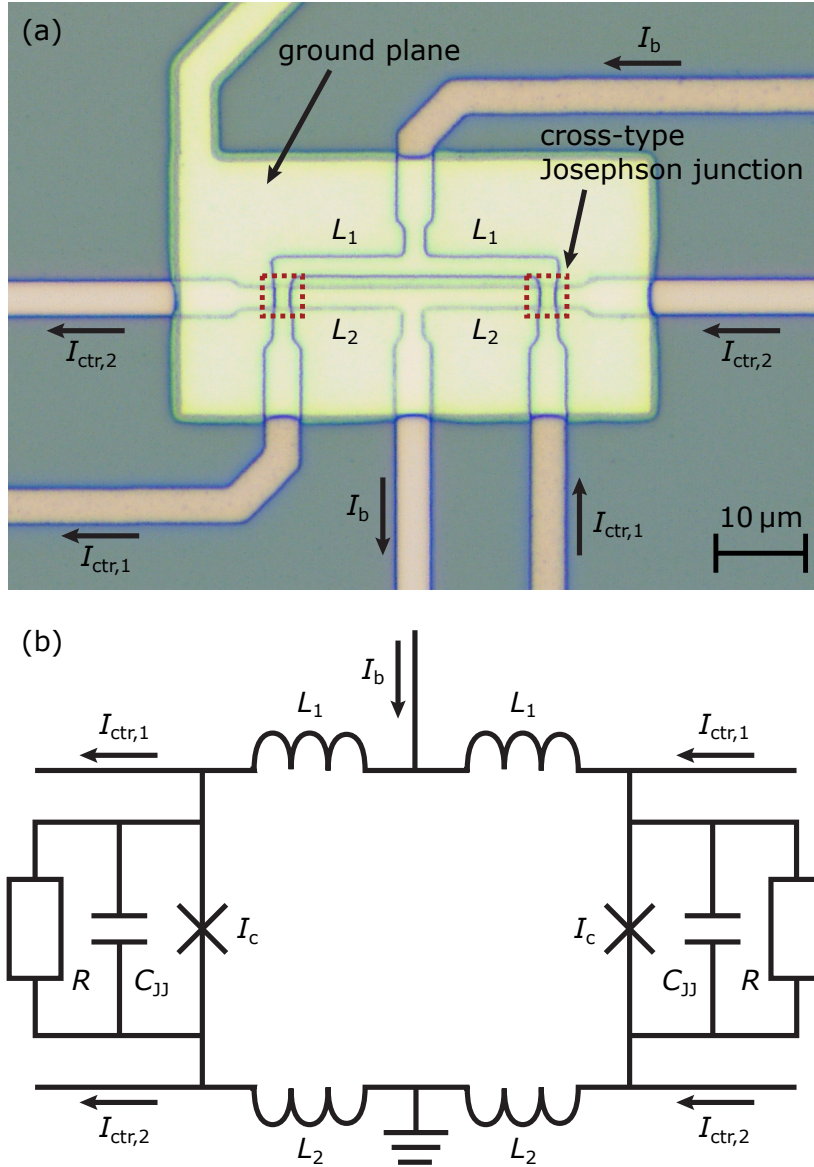 (a)
ground plane
I_b
cross-type
Josephson junction
L_1
L_1
L_2
L_2
I_ctr,2
I_ctr,2
I_b
I_ctr,1
I_ctr,1
10 µm
(b)
I_b
L_1
L_1
I_ctr,1
I_ctr,1
R
C_JJ
I_c
I_c
C_JJ
R
I_ctr,2
L_2
L_2
I_ctr,2